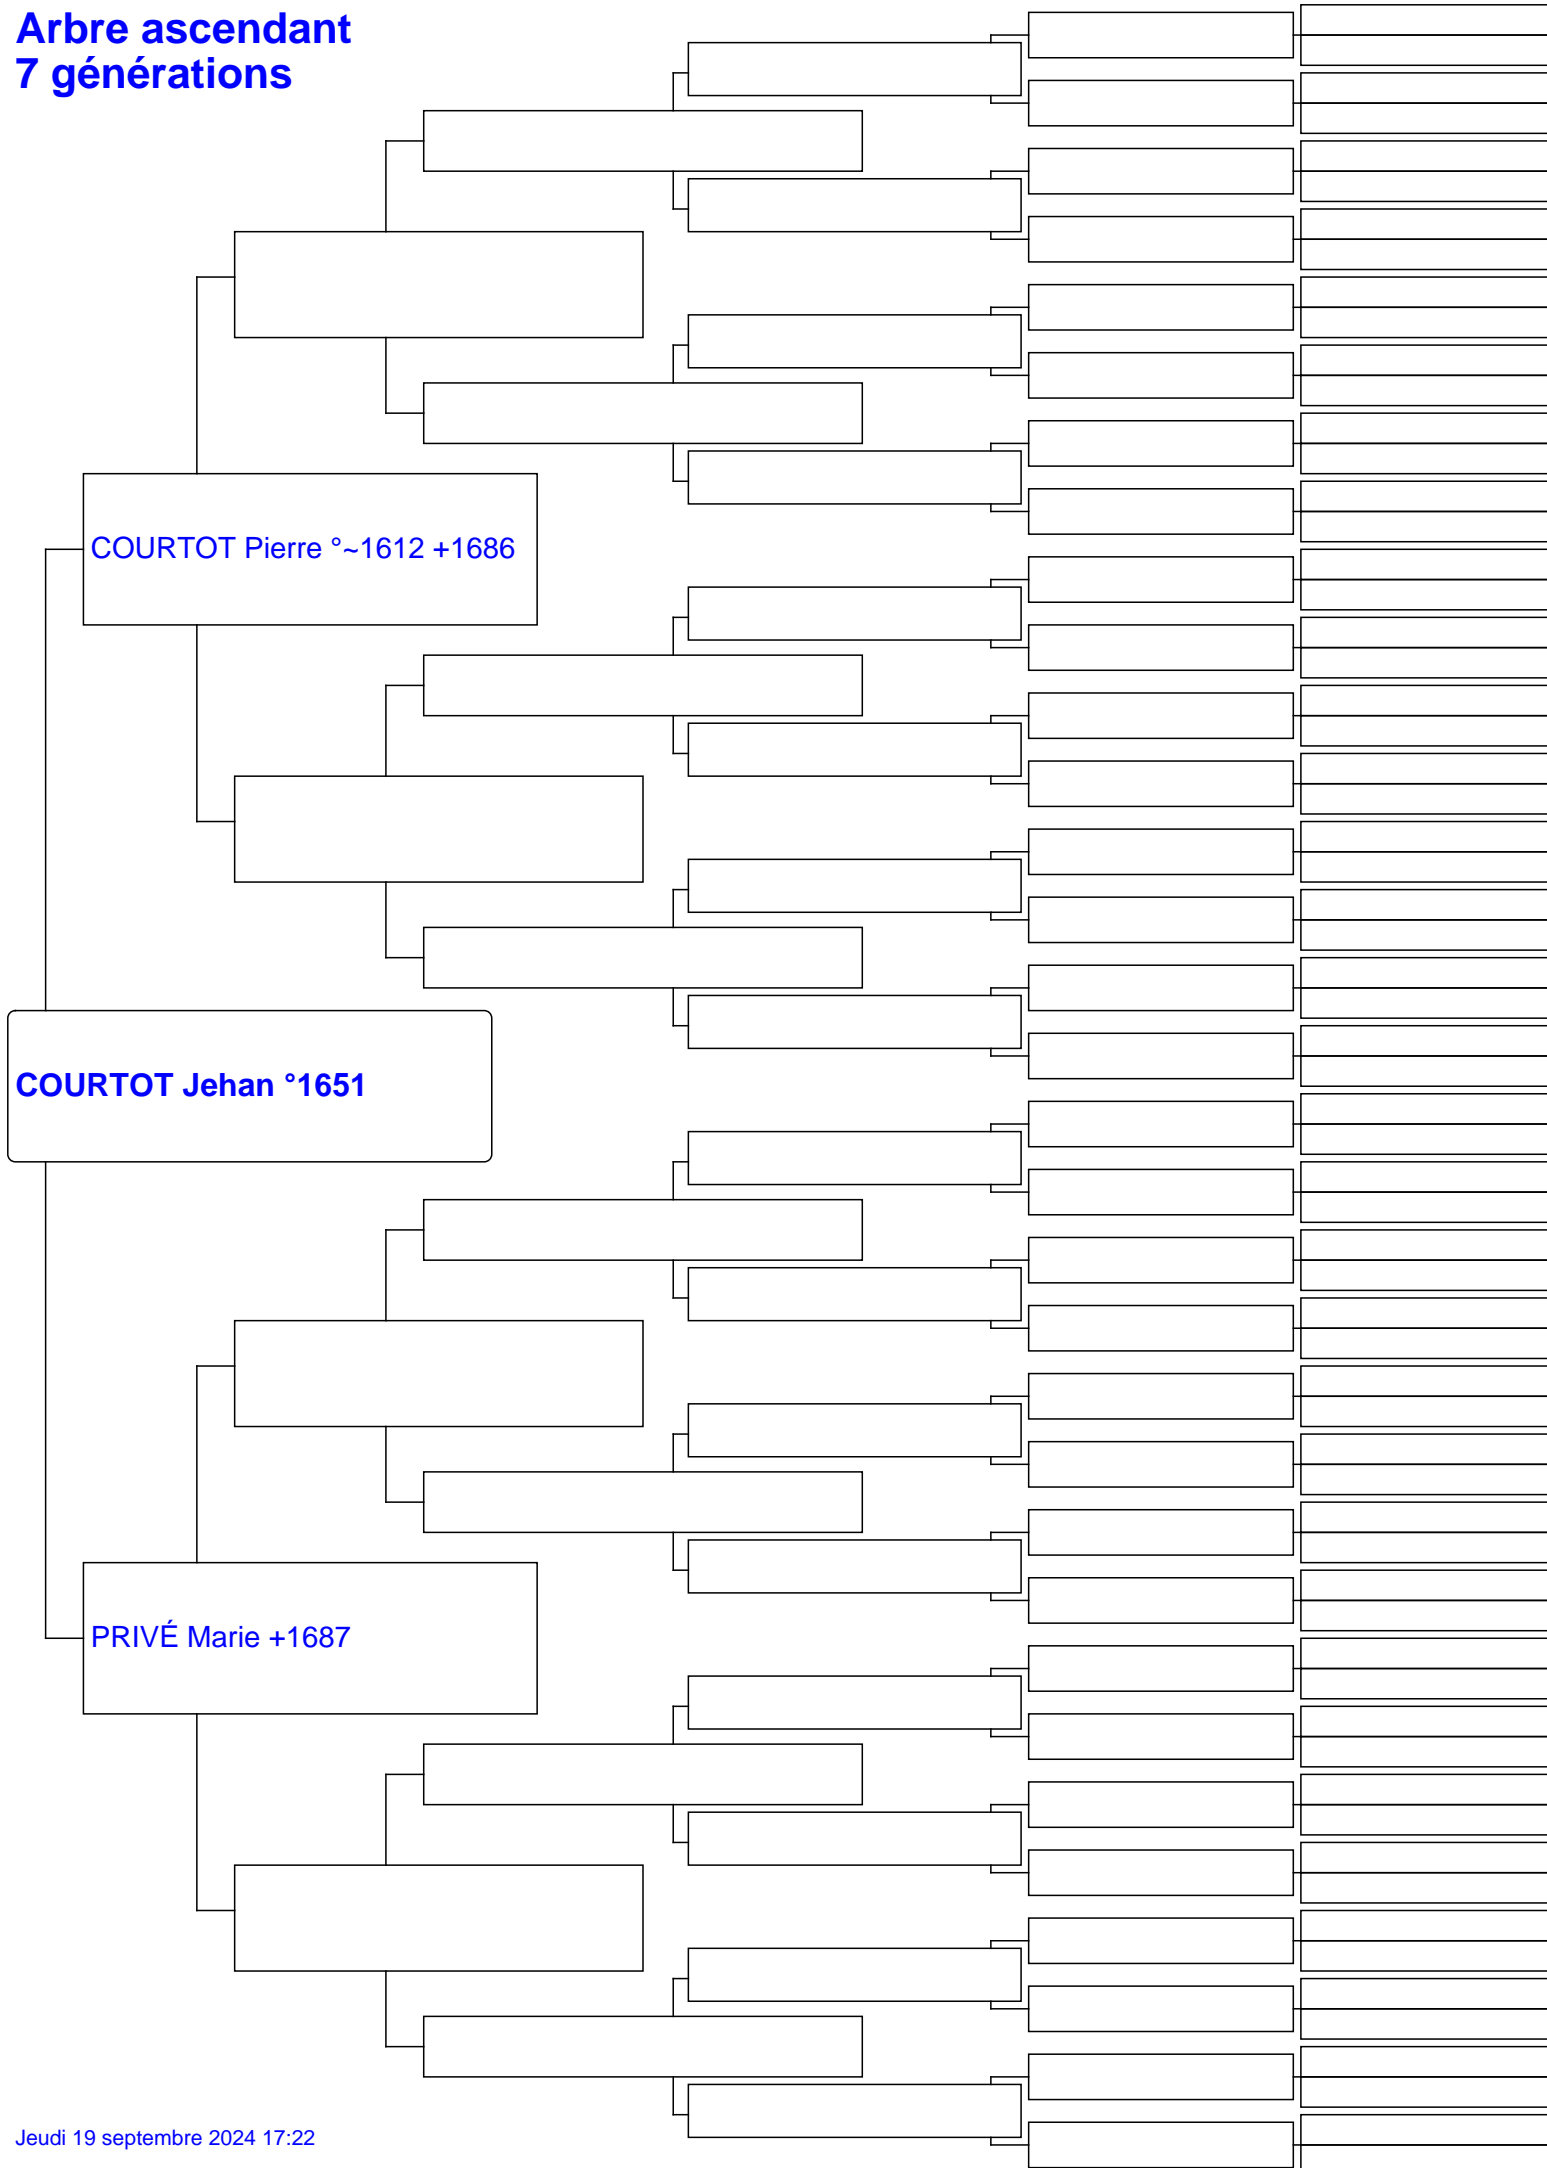 Arbre ascendant
7 générations
COURTOT Pierre °~1612 +1686
COURTOT Jehan °1651
PRIVÉ Marie +1687
Jeudi 19 septembre 2024 17:22